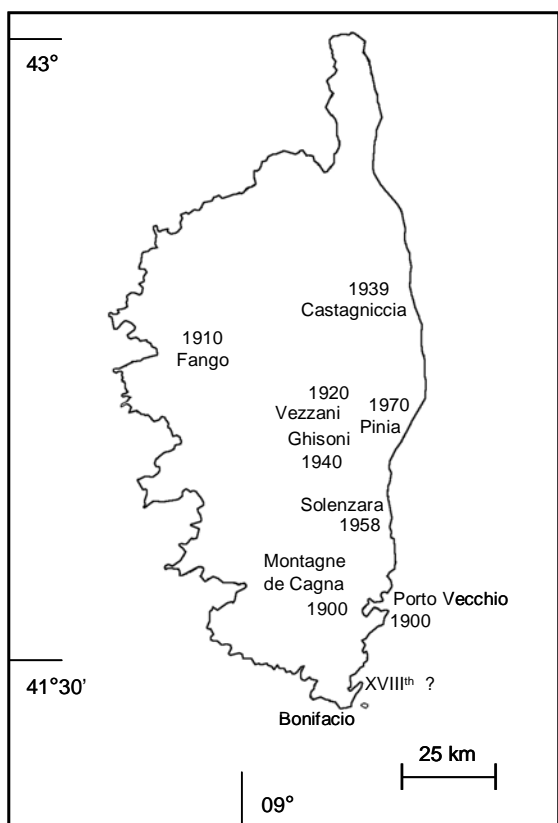 43°
1939
Castagniccia
1910
Fango
1920
Vezzani
1970
Pinia
Ghisoni
1940
Solenzara
1958
Montagne
de Cagna
1900
Porto Vecchio
1900
41°30'
XVIIIth ?
Bonifacio
25 km
09°